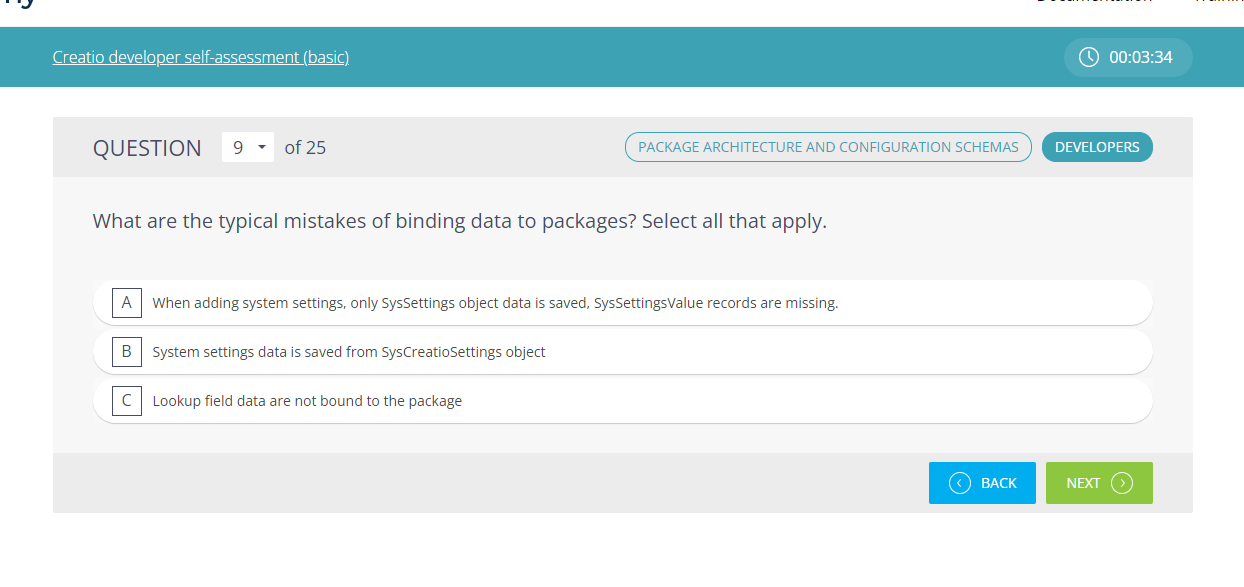 Creatio developer self-assessment (basic)
00:03:34
QUESTION 9 of 25
PACKAGE ARCHITECTURE AND CONFIGURATION SCHEMAS
DEVELOPERS
What are the typical mistakes of binding data to packages? Select all that apply.
A When adding system settings, only SysSettings object data is saved, SysSettingsValue records are missing.
B System settings data is saved from SysCreatioSettings object
C Lookup field data are not bound to the package
BACK
NEXT